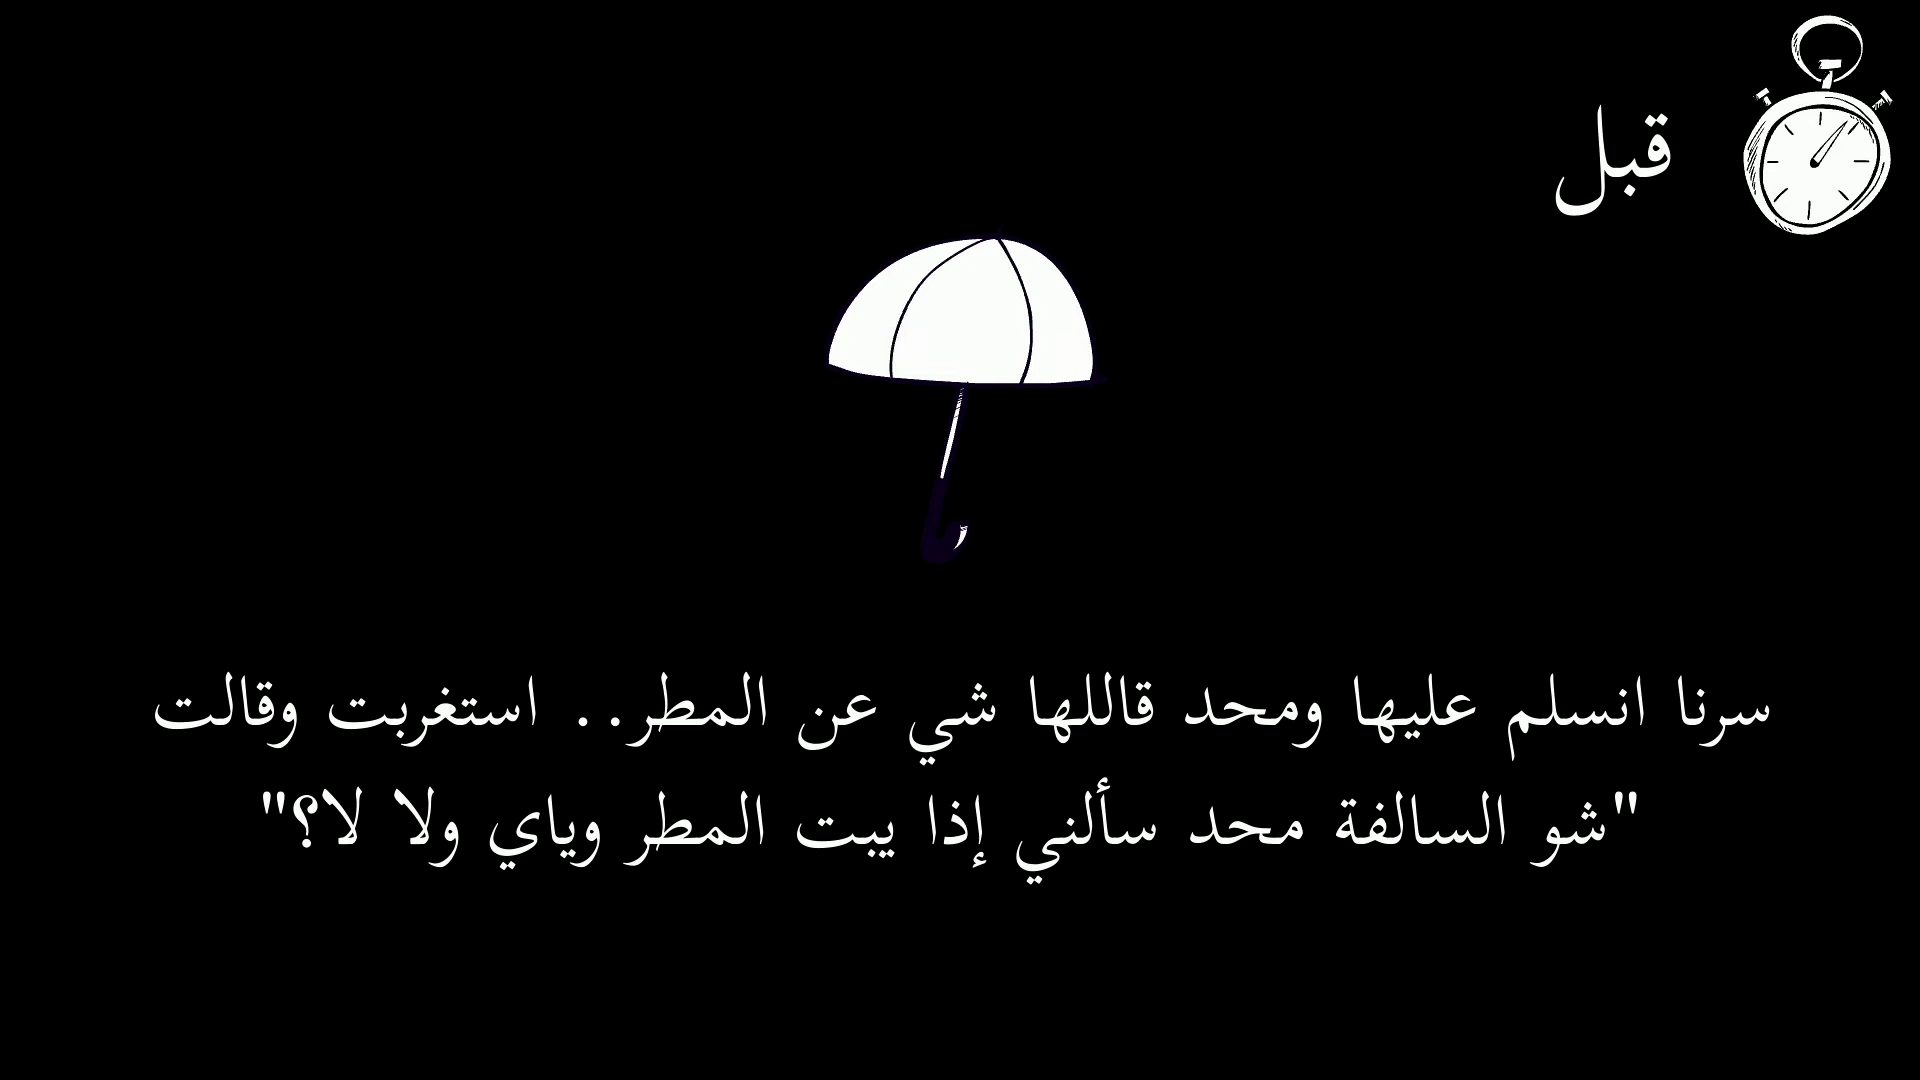 قبل
سرنا انسلم عليها ومحد قاللها شي عن المطر.. استغربت وقالت
"شو السالفة محد سألني إذا يبت المطر وياي ولا لا؟"